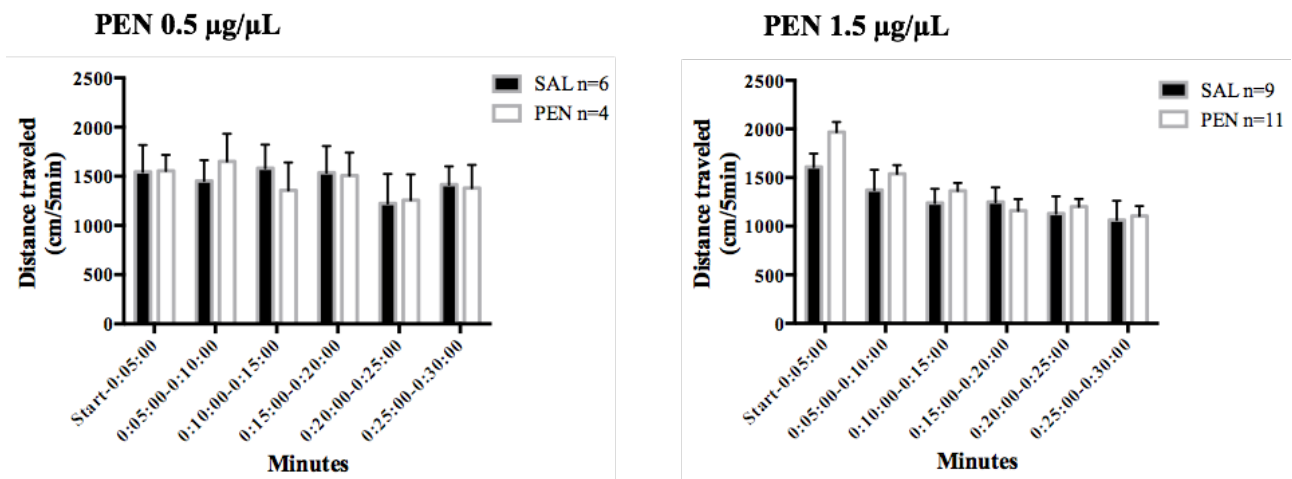 PEN 0.5 µg/µL
SAL n=6
PEN n=4
2500
2000
1500
1000
500
0
Distance traveled
(cm/5min)
Start-0:05:00
0:05:00-0:10:00
0:10:00-0:15:00
0:15:00-0:20:00
0:20:00-0:25:00
0:25:00-0:30:00
Minutes
PEN 1.5 µg/µL
SAL n=9
PEN n=11
2500
2000
1500
1000
500
0
Distance traveled
(cm/5min)
Start-0:05:00
0:05:00-0:10:00
0:10:00-0:15:00
0:15:00-0:20:00
0:20:00-0:25:00
0:25:00-0:30:00
Minutes